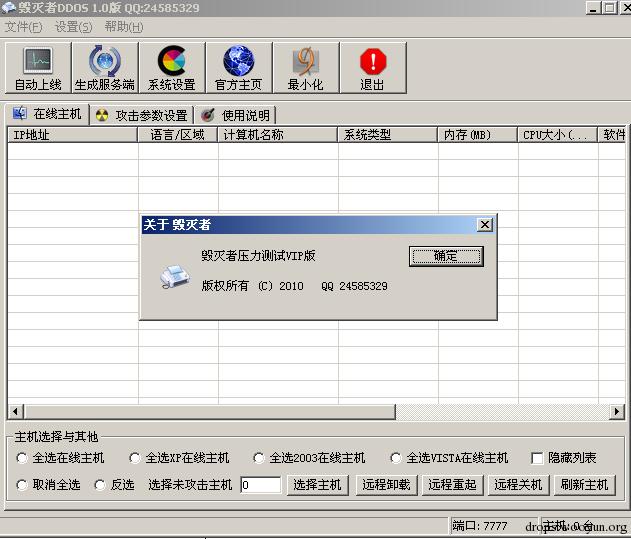 毁灭者DDOS 1.0版 QQ:24585329
文件(F) 设置(S) 帮助(H)
自动上线 生成服务端 系统设置 官方主页 最小化 退出
在线主机 攻击参数设置 使用说明
IP地址 语言/区域 计算机名称 系统类型 内存(MB) CPU大小(... 软件
关于 毁灭者
毁灭者压力测试VIP版
确定
版权所有 (C) 2010 QQ 24585329
主机选择与其他
全选在线主机 全选XP在线主机 全选2003在线主机 全选VISTA在线主机 隐藏列表
取消全选 反选 选择未攻击主机 0 选择主机 远程卸载 远程重起 远程关机 刷新主机
端口: 7777 主机: 0 台